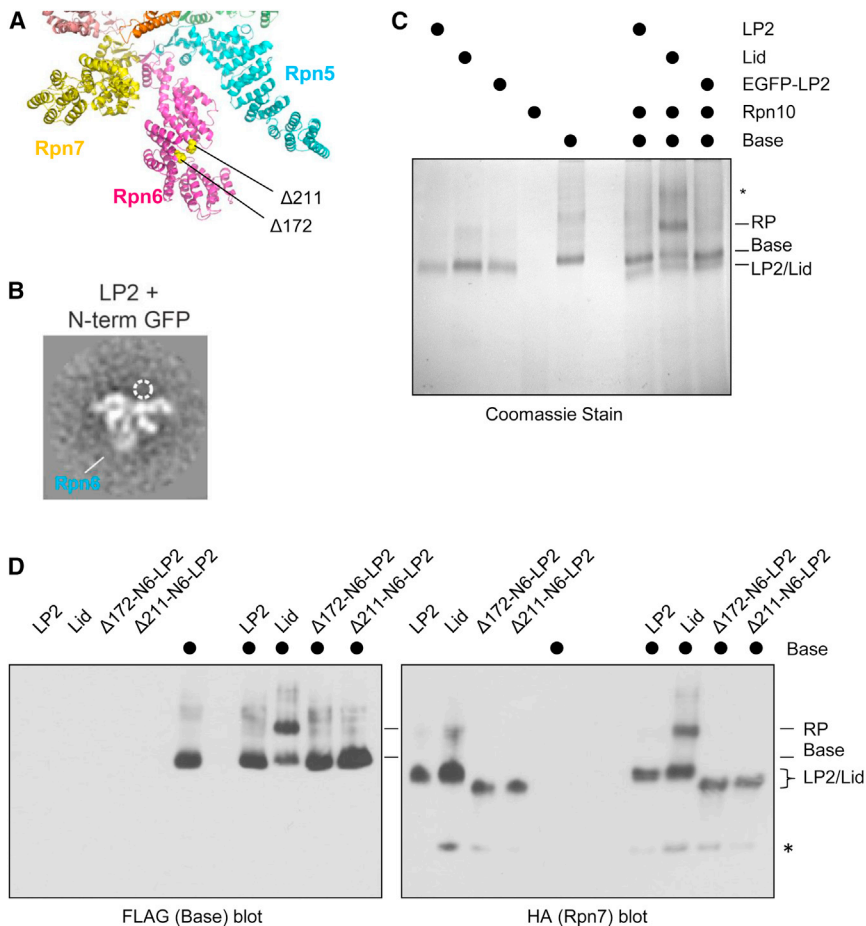 A
Rpn5
Rpn7
Rpn6
Δ211
Δ172
B
LP2 +
N-term GFP
C
LP2
Lid
EGFP-LP2
Rpn10
Base
*
RP
Base
LP2/Lid
Coomassie Stain
D
LP2
Lid
Δ172-N6-LP2
Δ211-N6-LP2
LP2
Lid
Δ172-N6-LP2
Δ211-N6-LP2
LP2
Lid
Δ172-N6-LP2
Δ211-N6-LP2
LP2
Lid
Δ172-N6-LP2
Δ211-N6-LP2
Base
RP
Base
LP2/Lid
*
FLAG (Base) blot
HA (Rpn7) blot